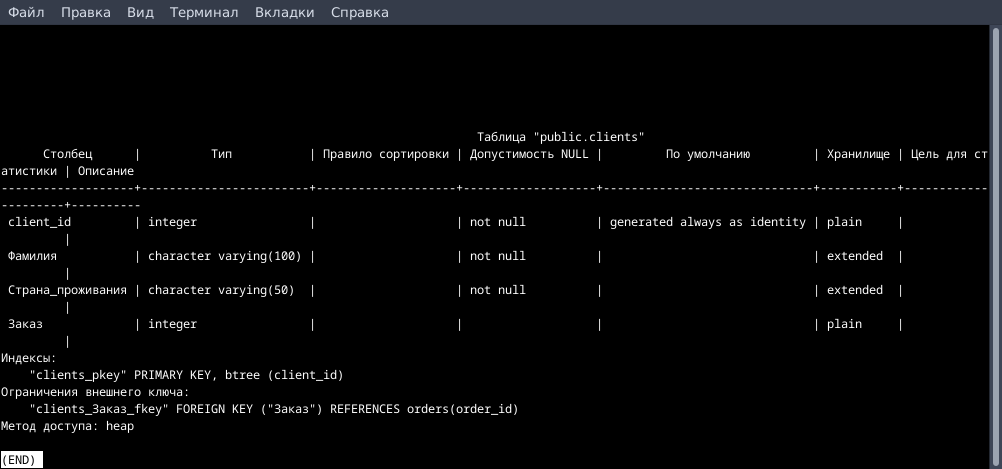 Файл Правка Вид Терминал Вкладки Справка
Таблица "public.clients"
Столбец | Тип | Правило сортировки | Допустимость NULL | По умолчанию | Хранилище | Цель для ст
атистики | Описание
------------------+-----------------------+--------------------+-------------------+------------------------------+-----------+------------
---------+----------
client_id | integer | | not null | generated always as identity | plain |
|
Фамилия | character varying(100) | | not null | | extended |
|
Страна_проживания | character varying(50) | | not null | | extended |
|
Заказ | integer | | | | plain |
|
Индексы:
"clients_pkey" PRIMARY KEY, btree (client_id)
Ограничения внешнего ключа:
"clients_Заказ_fkey" FOREIGN KEY ("Заказ") REFERENCES orders(order_id)
Метод доступа: heap
(END)